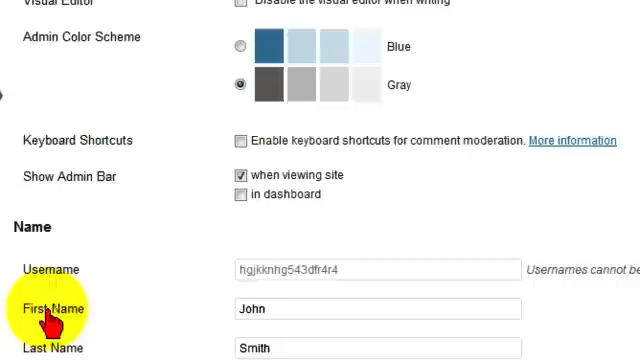 Visual Editor Disable the visual editor when writing
Admin Color Scheme
Blue
Gray
Keyboard Shortcuts Enable keyboard shortcuts for comment moderation. More information
Show Admin Bar when viewing site
in dashboard
Name
Username hgjkknhg543dfr4r4 Usernames cannot be
First Name John
Last Name Smith